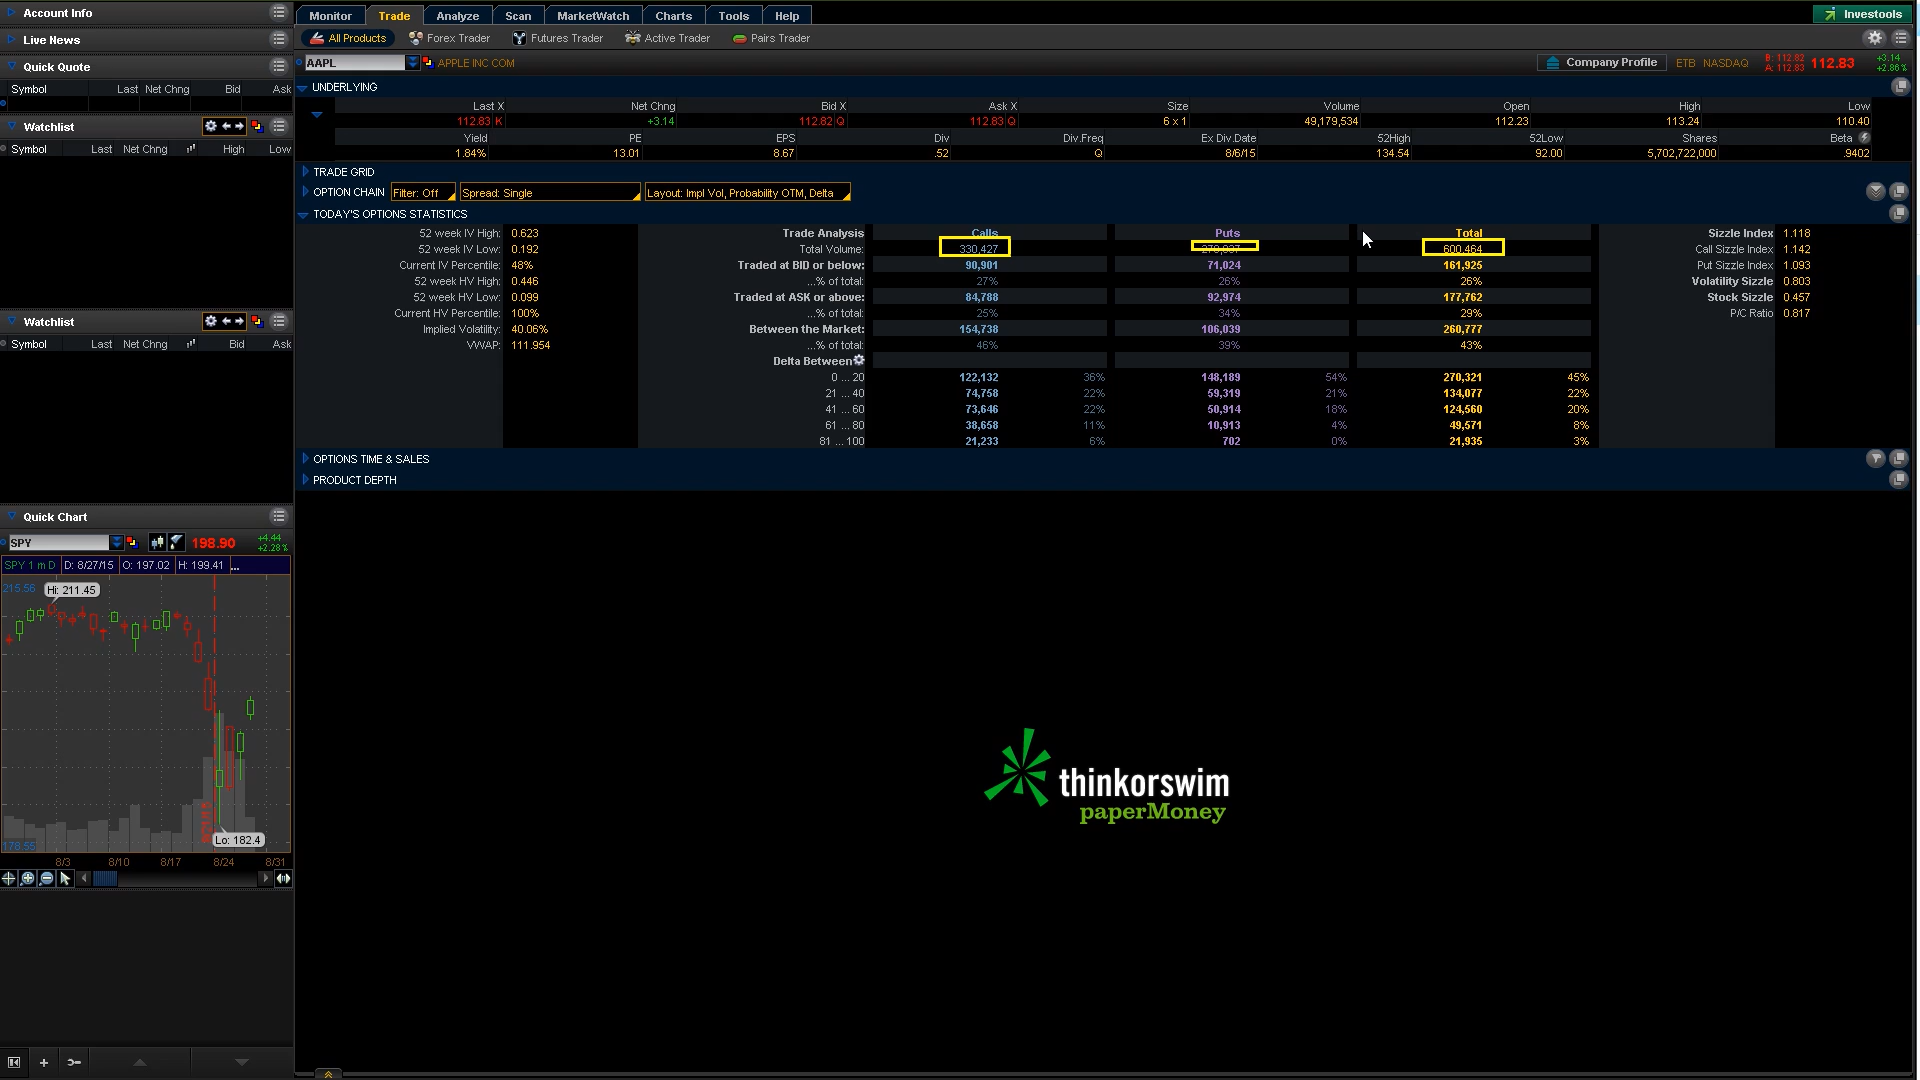 Account Info
Live News
Quick Quote
Symbol Last Net Chng Bid Ask
Watchlist
Symbol Last Net Chng High Low
Watchlist
Symbol Last Net Chng Bid Ask
Quick Chart
SPY 198.90 +4.44 +2.28%
SPY 1 m D D: 8/27/15 O: 197.02 H: 199.41 ...
215.56 Hi: 211.45
Lo: 182.4
178.55
8/3 8/10 8/17 8/24 8/31
Monitor Trade Analyze Scan MarketWatch Charts Tools Help Investools
All Products Forex Trader Futures Trader Active Trader Pairs Trader
AAPL APPLE INC COM Company Profile ETB NASDAQ B: 112.82 A: 112.83 112.83 +3.14 +2.86%
UNDERLYING
Last X Net Chng Bid X Ask X Size Volume Open High Low
112.83 K +3.14 112.82 Q 112.83 Q 6 x 1 49,179,534 112.23 113.24 110.40
Yield PE EPS Div Div.Freq Ex Div.Date 52High 52Low Shares Beta
1.84% 13.01 8.67 .52 Q 8/6/15 134.54 92.00 5,702,722,000 .9402
TRADE GRID
OPTION CHAIN Filter: Off Spread: Single Layout: Impl Vol, Probability OTM, Delta
TODAY'S OPTIONS STATISTICS
52 week IV High: 0.623 Trade Analysis Calls Puts Total Sizzle Index 1.118
52 week IV Low: 0.192 Total Volume: 330,427 600,464 Call Sizzle Index 1.142
Current IV Percentile: 48% Traded at BID or below: 90,901 71,024 161,925 Put Sizzle Index 1.093
52 week HV High: 0.446 ...% of total: 27% 26% 26% Volatility Sizzle 0.803
52 week HV Low: 0.099 Traded at ASK or above: 84,788 92,974 177,762 Stock Sizzle 0.457
Current HV Percentile: 100% ...% of total: 25% 34% 29% P/C Ratio 0.817
Implied Volatility: 40.06% Between the Market: 154,738 106,039 260,777
VWAP: 111.954 ...% of total: 46% 39% 43%
Delta Between
0 ... 20 122,132 36% 148,189 54% 270,321 45%
21 ... 40 74,758 22% 59,319 21% 134,077 22%
41 ... 60 73,646 22% 50,914 18% 124,560 20%
61 ... 80 38,658 11% 10,913 4% 49,571 8%
81 ... 100 21,233 6% 702 0% 21,935 3%
OPTIONS TIME & SALES
PRODUCT DEPTH
thinkorswim
paperMoney